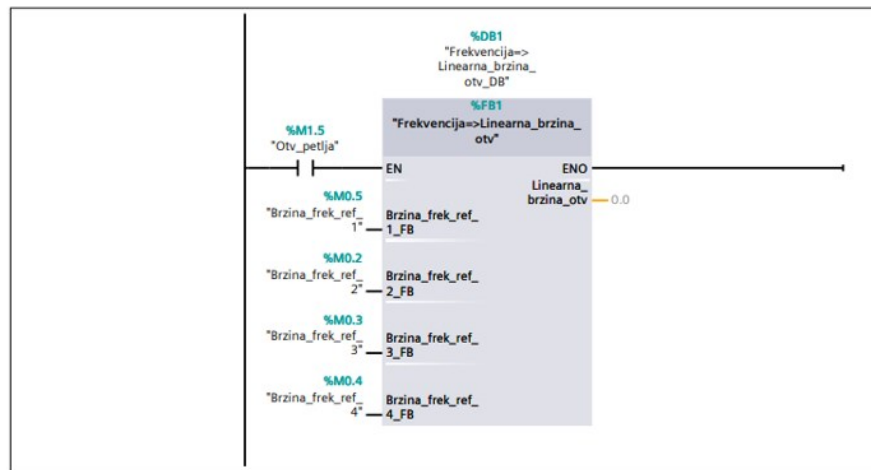 %DB1
"Frekvencija=>
Linearna_brzina_
otv_DB"
%FB1
"Frekvencija=>Linearna_brzina_
otv"
%M1.5
"Otv_petlja"
EN
ENO
Linearna_
brzina_otv
0.0
%M0.5
"Brzina_frek_ref_
1"
Brzina_frek_ref_
1_FB
%M0.2
"Brzina_frek_ref_
2"
Brzina_frek_ref_
2_FB
%M0.3
"Brzina_frek_ref_
3"
Brzina_frek_ref_
3_FB
%M0.4
"Brzina_frek_ref_
4"
Brzina_frek_ref_
4_FB